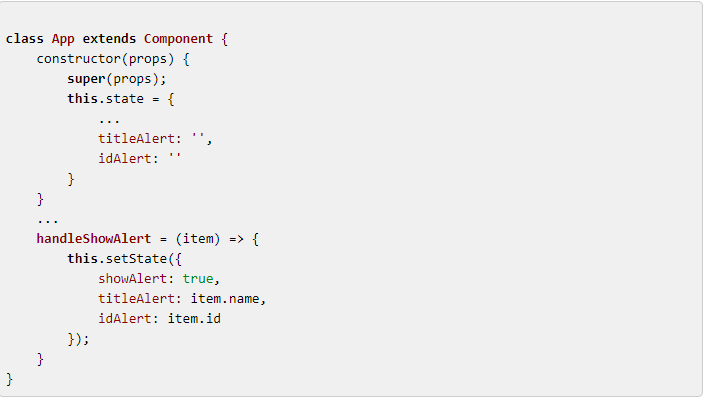 class App extends Component {
    constructor(props) {
        super(props);
        this.state = {
            ...
            titleAlert: '',
            idAlert: ''
        }
    }
    ...
    handleShowAlert = (item) => {
        this.setState({
            showAlert: true,
            titleAlert: item.name,
            idAlert: item.id
        });
    }
}